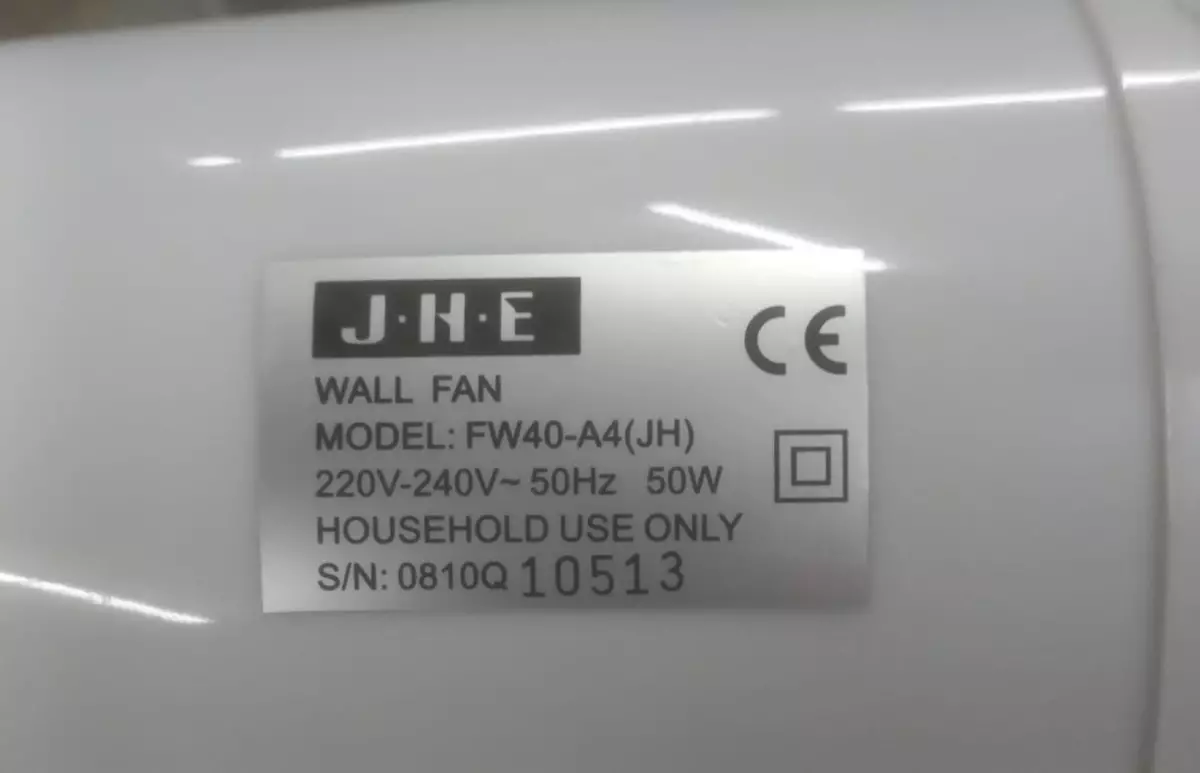 J·H·E
CE
WALL FAN
MODEL: FW40-A4(JH)
220V-240V~ 50Hz 50W
HOUSEHOLD USE ONLY
S/N: 0810Q 10513